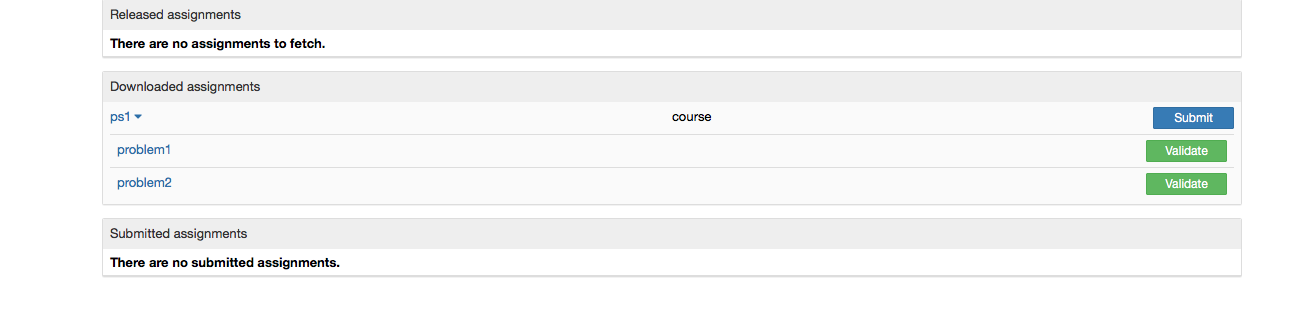 Released assignments
There are no assignments to fetch.
Downloaded assignments
ps1 course Submit
problem1 Validate
problem2 Validate
Submitted assignments
There are no submitted assignments.